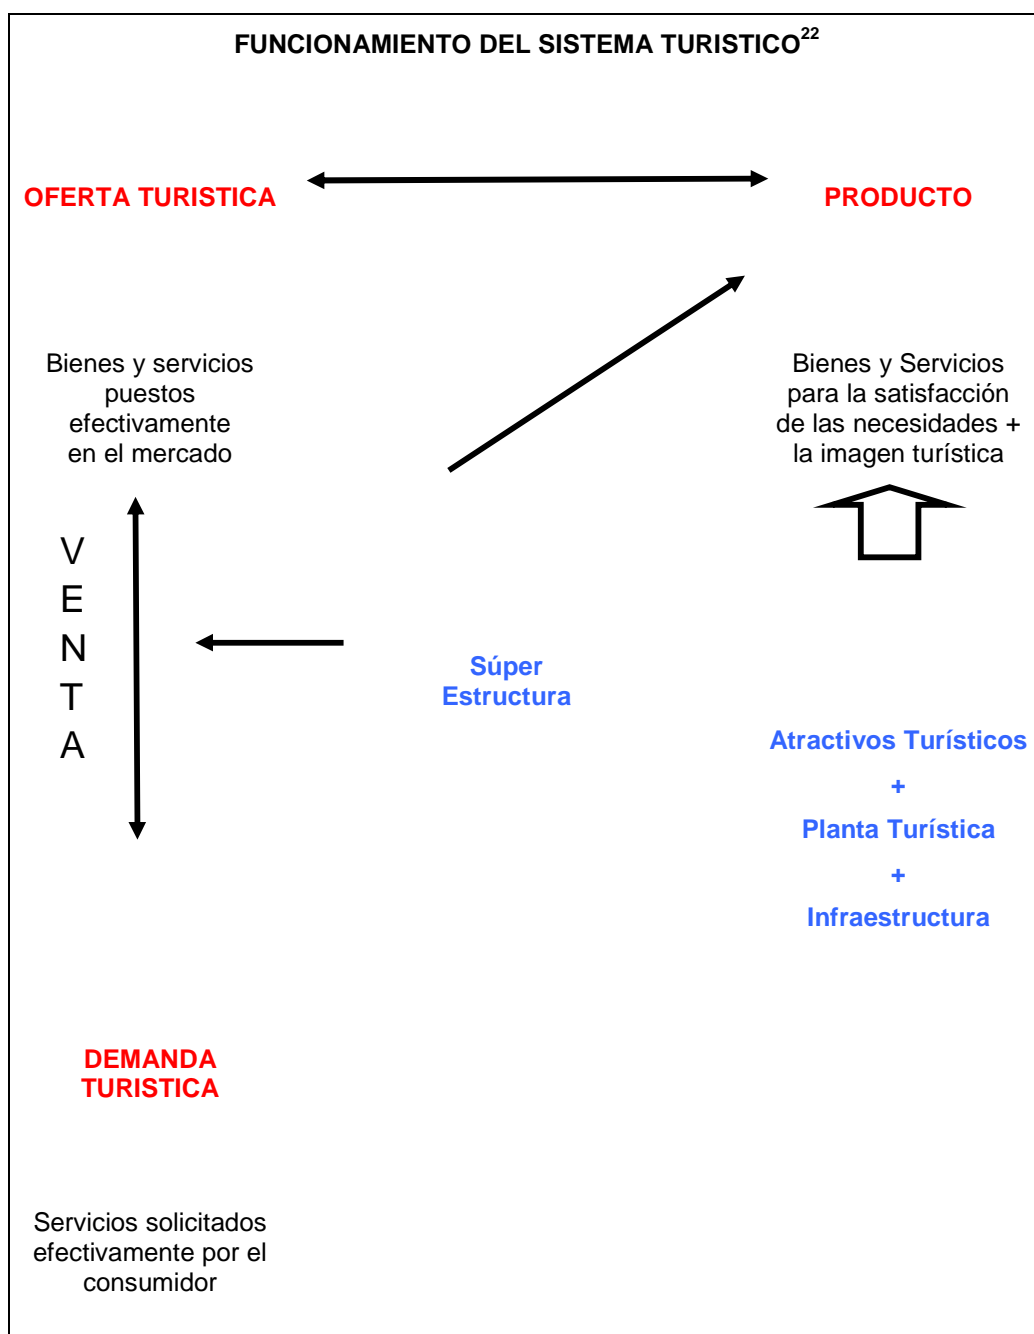 FUNCIONAMIENTO DEL SISTEMA TURISTICO22
OFERTA TURISTICA
PRODUCTO
Bienes y servicios
puestos
efectivamente
en el mercado
Bienes y Servicios
para la satisfacción
de las necesidades +
la imagen turística
V
E
N
T
A
Súper
Estructura
Atractivos Turísticos
+
Planta Turística
+
Infraestructura
DEMANDA
TURISTICA
Servicios solicitados
efectivamente por el
consumidor